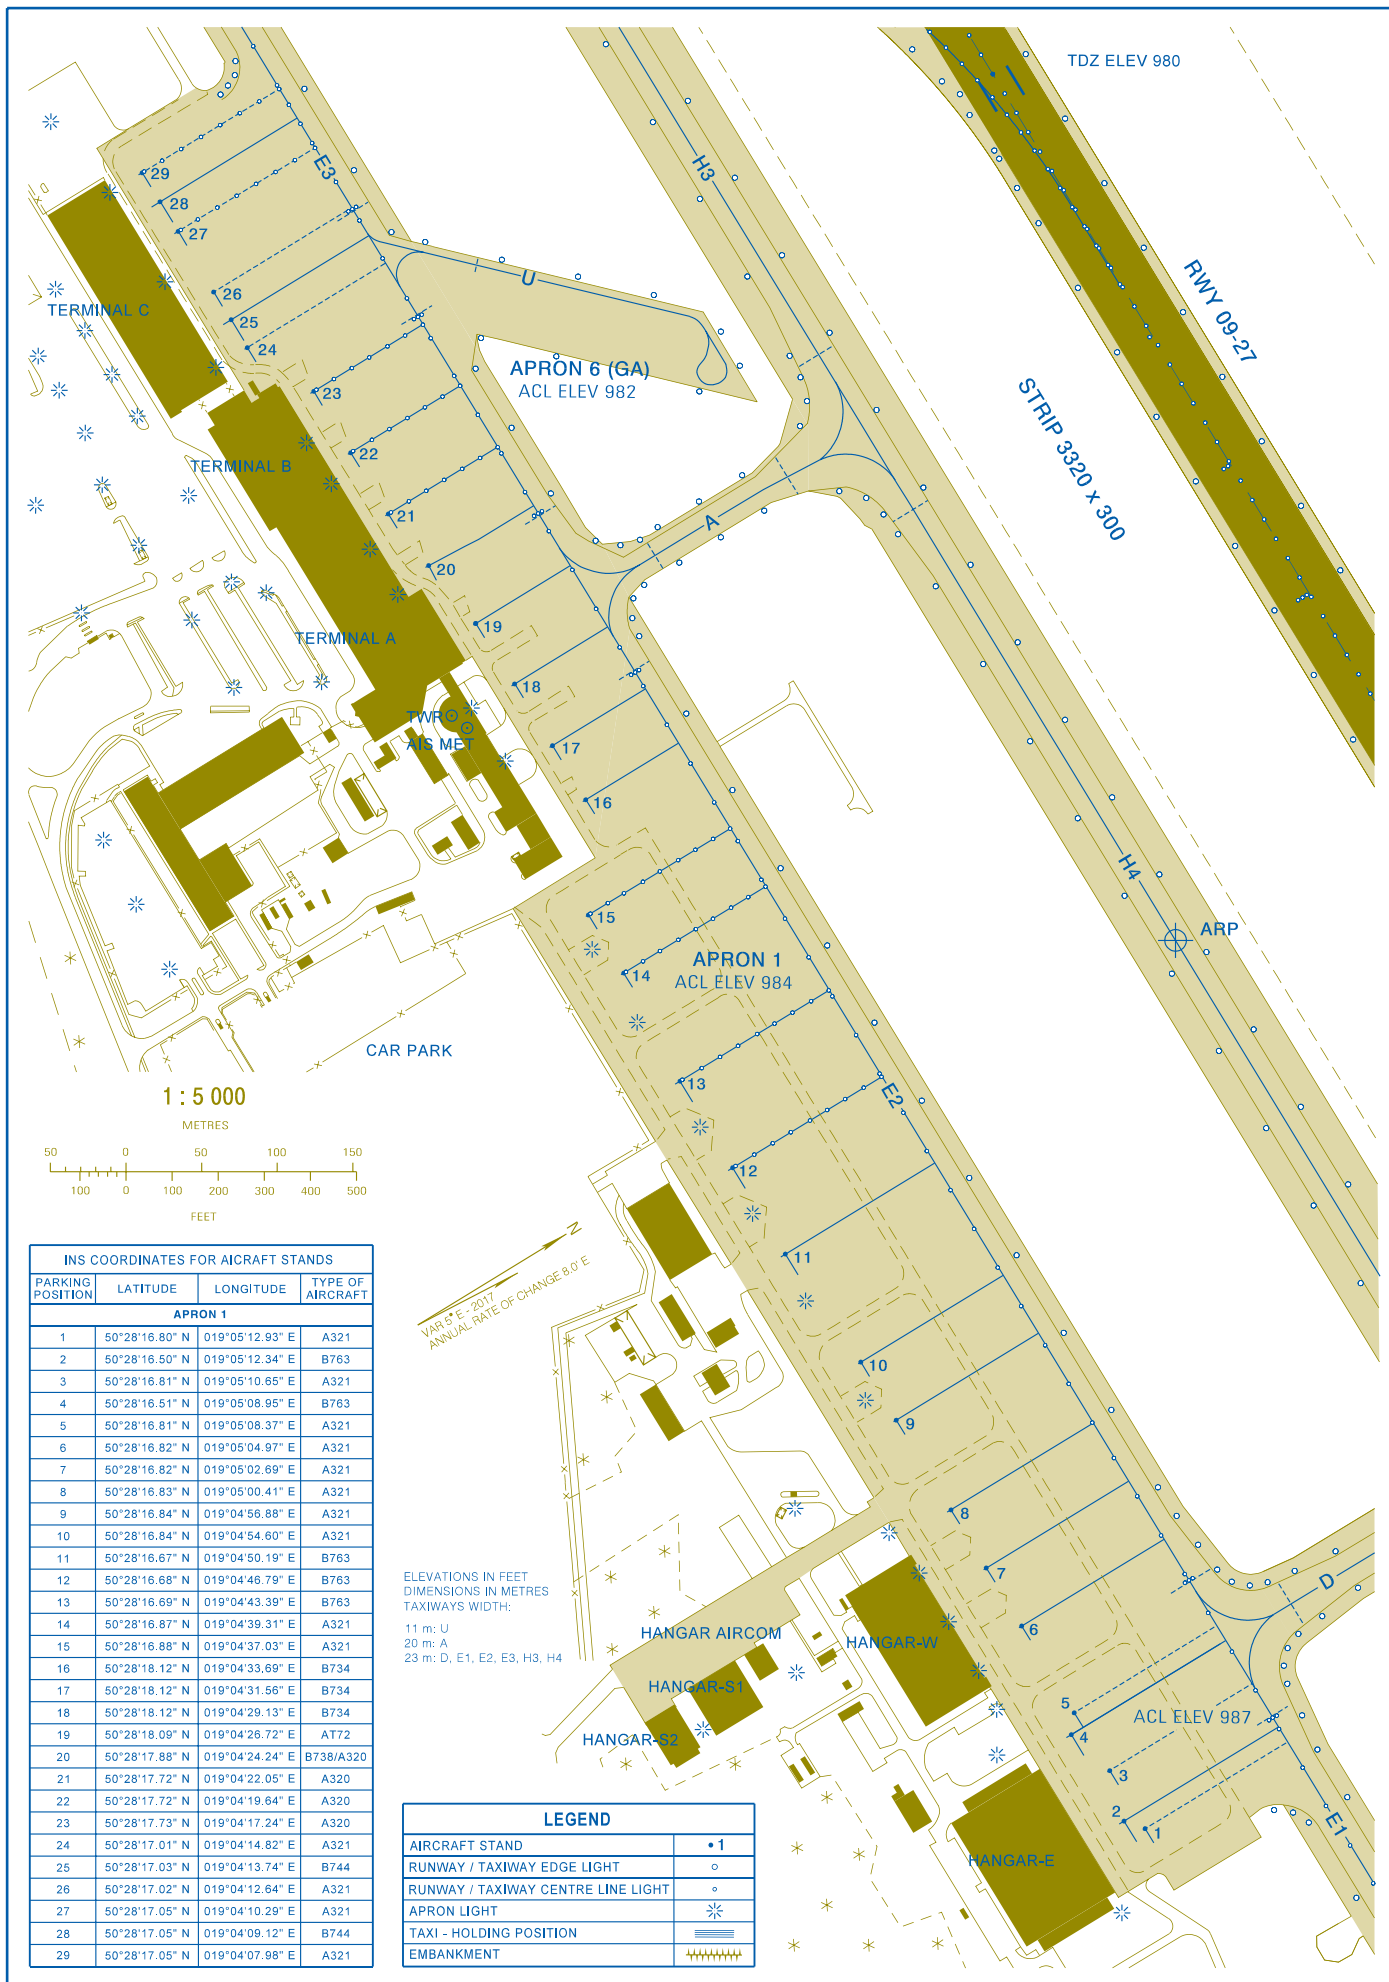 TDZ ELEV 980
E3
H3
29
28
27
RWY 09-27
U
26
TERMINAL C
25
24
APRON 6 (GA)
ACL ELEV 982
23
STRIP 3320 x 300
22
TERMINAL B
21
A
20
19
TERMINAL A
18
TWR
AIS MET
17
16
H4
15
ARP
14
APRON 1
ACL ELEV 984
CAR PARK
13
E2
12
11
10
9
8
7
6
D
5
4
ACL ELEV 987
3
2
1
E1
1 : 5 000
METRES
50 0 50 100 150
100 0 100 200 300 400 500
FEET
N
VAR 5° E - 2017
ANNUAL RATE OF CHANGE 8.0' E
INS COORDINATES FOR AICRAFT STANDS
PARKING POSITION LATITUDE LONGITUDE TYPE OF AIRCRAFT
APRON 1
1 50°28'16.80" N 019°05'12.93" E A321
2 50°28'16.50" N 019°05'12.34" E B763
3 50°28'16.81" N 019°05'10.65" E A321
4 50°28'16.51" N 019°05'08.95" E B763
5 50°28'16.81" N 019°05'08.37" E A321
6 50°28'16.82" N 019°05'04.97" E A321
7 50°28'16.82" N 019°05'02.69" E A321
8 50°28'16.83" N 019°05'00.41" E A321
9 50°28'16.84" N 019°04'56.88" E A321
10 50°28'16.84" N 019°04'54.60" E A321
11 50°28'16.67" N 019°04'50.19" E B763
12 50°28'16.68" N 019°04'46.79" E B763
13 50°28'16.69" N 019°04'43.39" E B763
14 50°28'16.87" N 019°04'39.31" E A321
15 50°28'16.88" N 019°04'37.03" E A321
16 50°28'18.12" N 019°04'33,69" E B734
17 50°28'18.12" N 019°04'31.56" E B734
18 50°28'18.12" N 019°04'29.13" E B734
19 50°28'18.09" N 019°04'26.72" E AT72
20 50°28'17.88" N 019°04'24.24" E B738/A320
21 50°28'17.72" N 019°04'22.05" E A320
22 50°28'17.72" N 019°04'19.64" E A320
23 50°28'17.73" N 019°04'17.24" E A320
24 50°28'17.01" N 019°04'14.82" E A321
25 50°28'17.03" N 019°04'13.74" E B744
26 50°28'17.02" N 019°04'12.64" E A321
27 50°28'17.05" N 019°04'10.29" E A321
28 50°28'17.05" N 019°04'09.12" E B744
29 50°28'17.05" N 019°04'07.98" E A321
ELEVATIONS IN FEET
DIMENSIONS IN METRES
TAXIWAYS WIDTH:
11 m: U
20 m: A
23 m: D, E1, E2, E3, H3, H4
HANGAR AIRCOM
HANGAR-W
HANGAR-S1
HANGAR-S2
HANGAR-E
LEGEND
AIRCRAFT STAND 1
RUNWAY / TAXIWAY EDGE LIGHT
RUNWAY / TAXIWAY CENTRE LINE LIGHT
APRON LIGHT
TAXI - HOLDING POSITION
EMBANKMENT